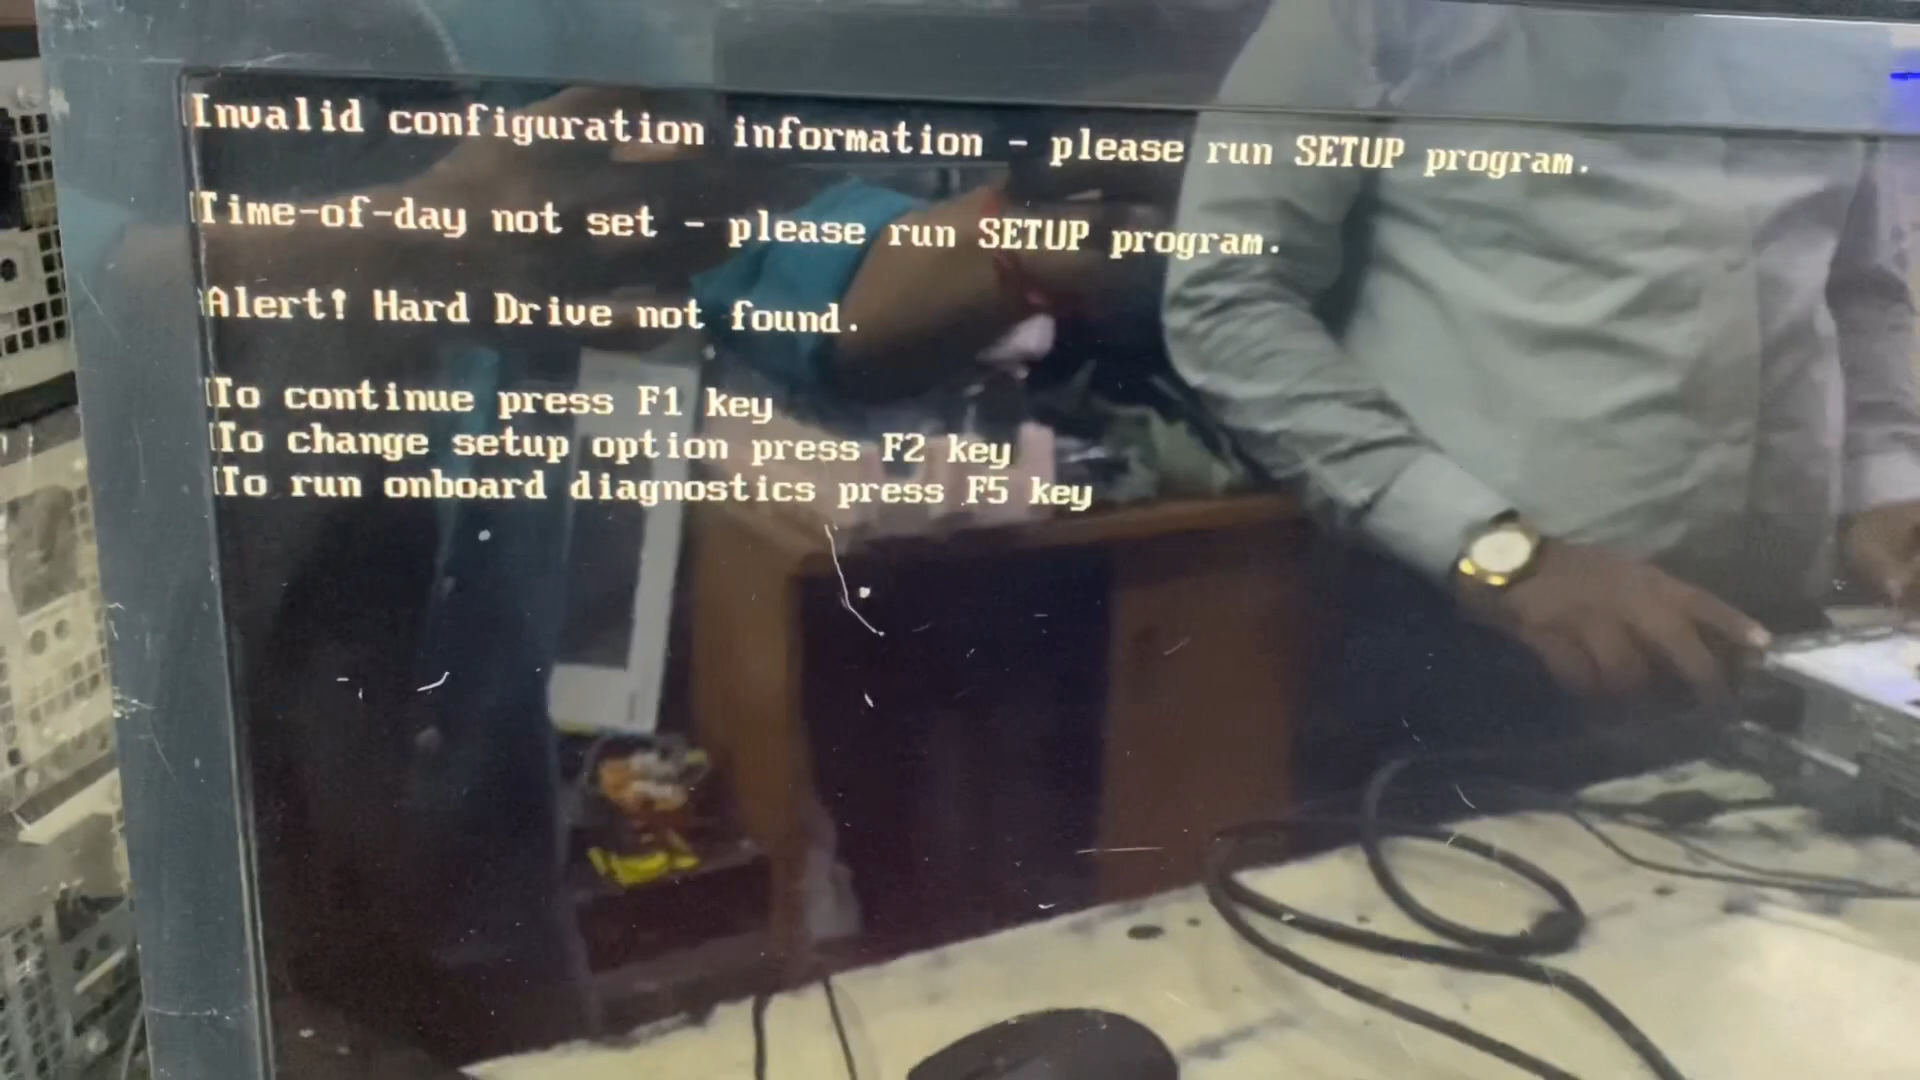 Invalid configuration information - please run SETUP program.
Time-of-day not set - please run SETUP program.
Alert! Hard Drive not found.
To continue press F1 key
To change setup option press F2 key
To run onboard diagnostics press F5 key